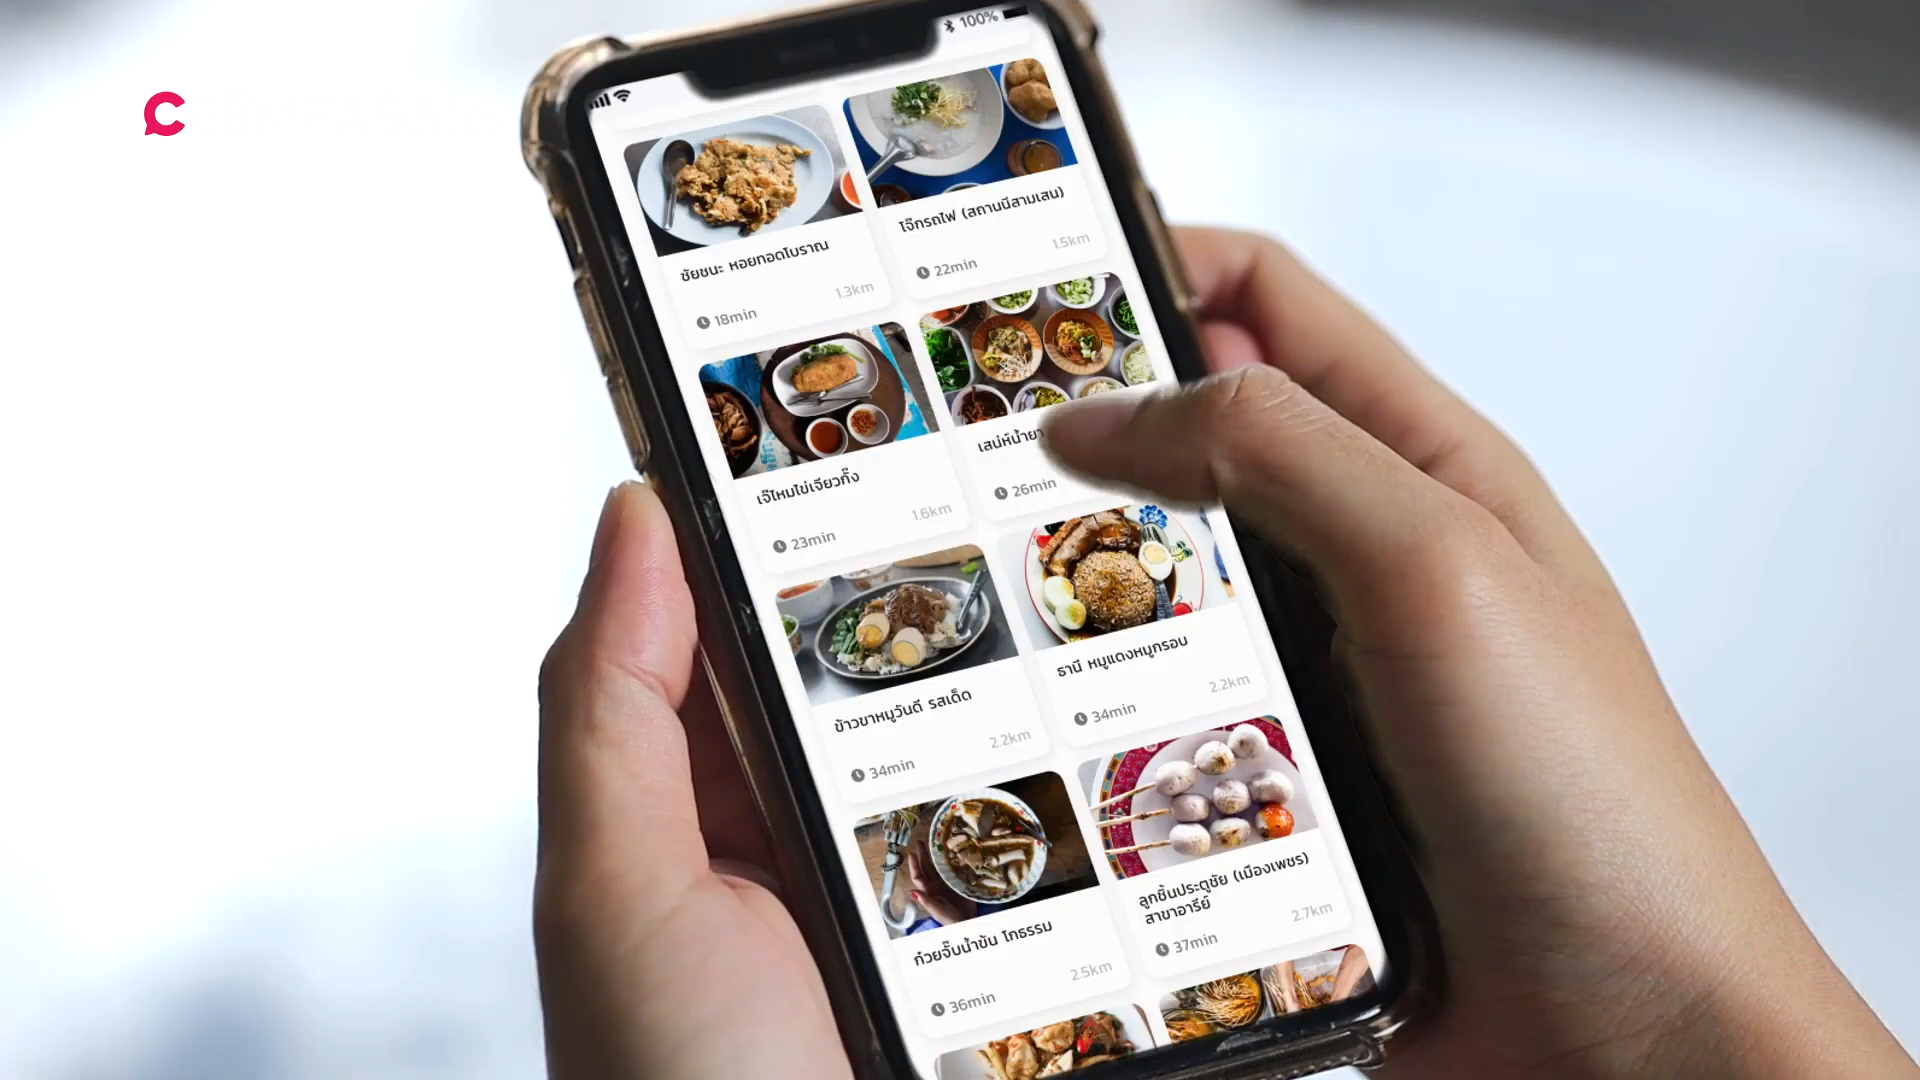 100%
ชัยชนะ หอยทอดโบราณ
1.3km
18min
โจ๊กรถไฟ (สถานนีสามเสน)
1.5km
22min
เจ๊ไหมไข่เจียวกิ๊ง
1.6km
23min
เสน่ห์น้ำยา
26min
ข้าวขาหมูวันดี รสเด็ด
2.2km
34min
ธานี หมูแดงหมูกรอบ
2.2km
34min
ก๋วยจั๊บน้ำข้น โกธรรม
2.5km
36min
ลูกชิ้นประตูชัย (เมืองเพชร)
สาขาอารีย์
2.7km
37min